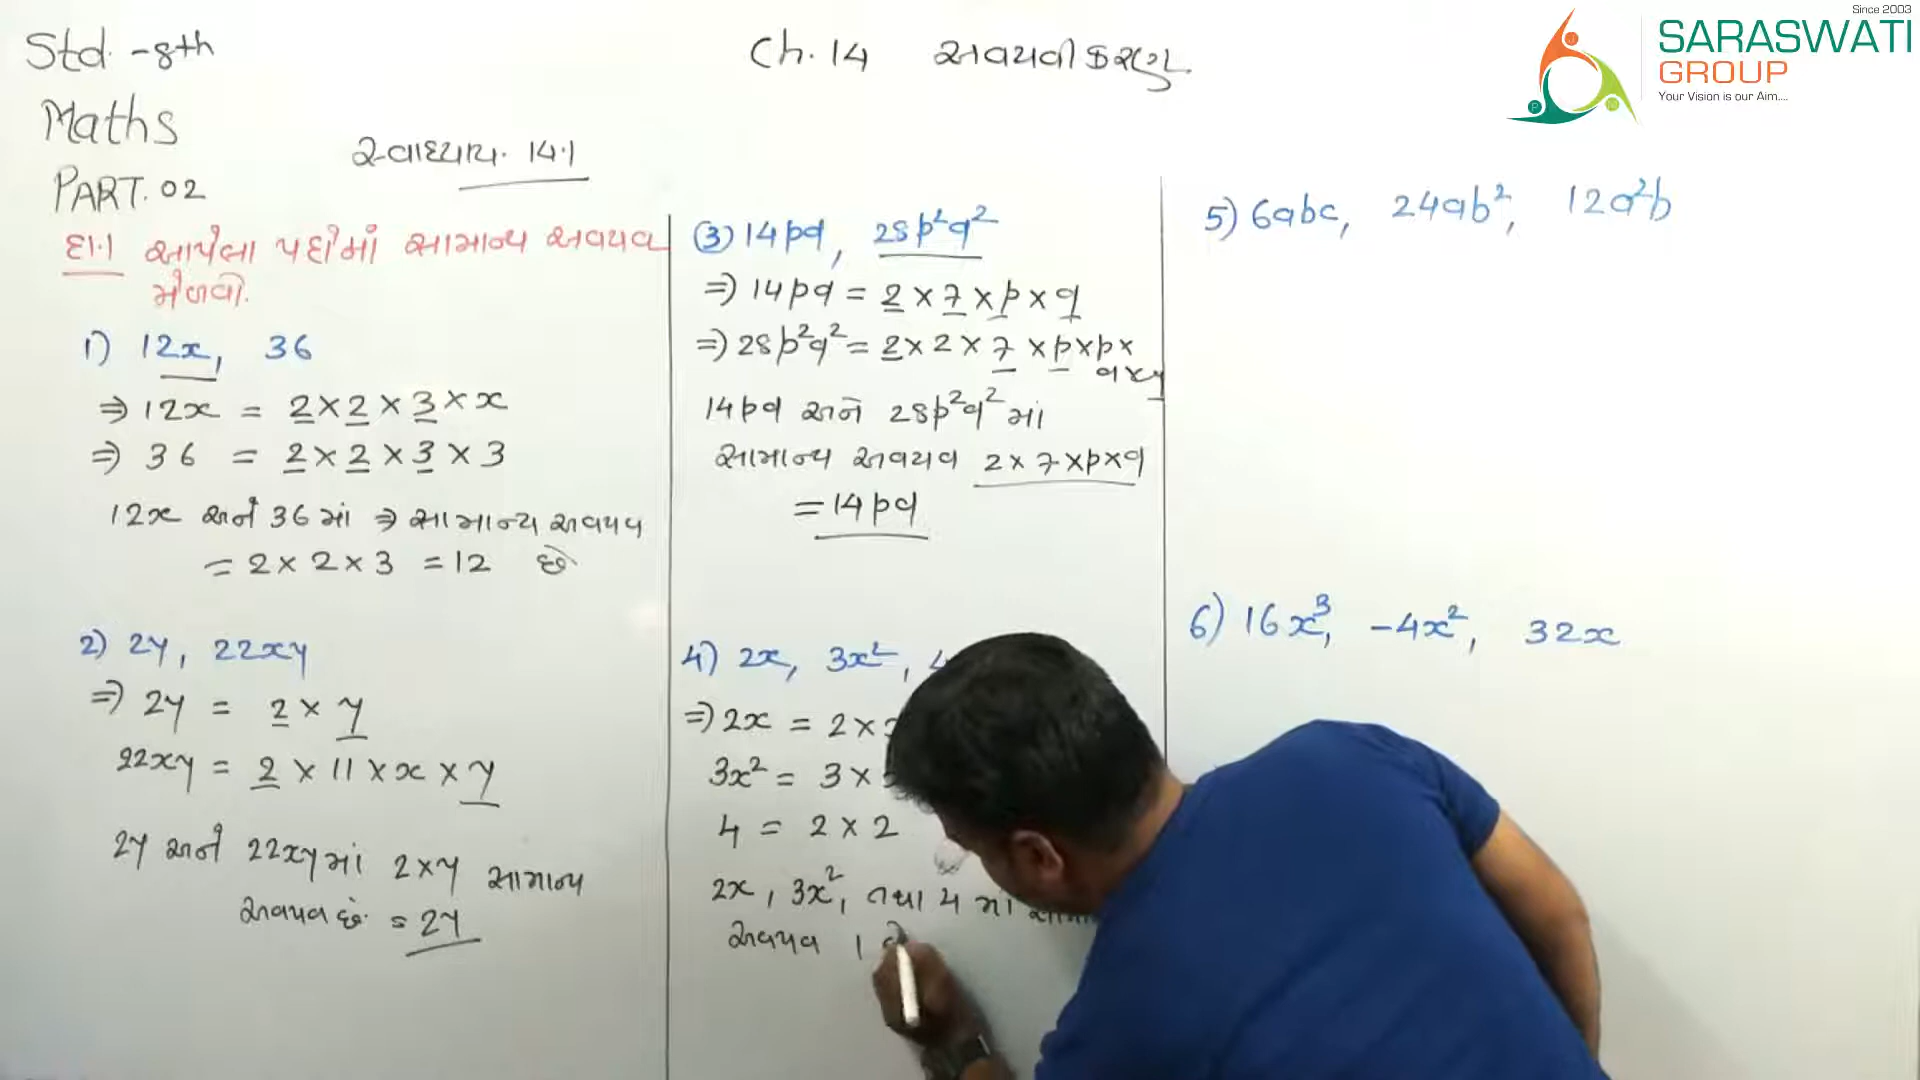 Std. -8th
Ch. 14 અવયવીકરણ.
Since 2003
SARASWATI
GROUP
Your Vision is our Aim....
Maths
સ્વાધ્યાય. 14.1
PART. 02
દા.1 આપેલા પદોમાં સામાન્ય અવયવ
મેળવો.
1) 12x, 36
⇒ 12x = 2 × 2 × 3 × x
⇒ 36 = 2 × 2 × 3 × 3
12x અને 36 માં ⇒ સામાન્ય અવયવ
= 2 × 2 × 3 = 12 છે
2) 2y, 22xy
⇒ 2y = 2 × y
22xy = 2 × 11 × x × y
2y અને 22xy માં 2×y સામાન્ય
અવયવ છે. = 2y
(3) 14pq, 28p²q²
⇒ 14pq = 2 × 7 × p × q
⇒ 28p²q² = 2 × 2 × 7 × p × p ×
q × q
14pq અને 28p²q² માં
સામાન્ય અવયવ 2 × 7 × p × q
= 14pq
4) 2x, 3x², 4
⇒ 2x = 2 ×
3x² = 3 ×
4 = 2 × 2
2x, 3x², તથા 4 માં
અવયવ 1
5) 6abc, 24ab², 12a²b
6) 16x³, -4x², 32x